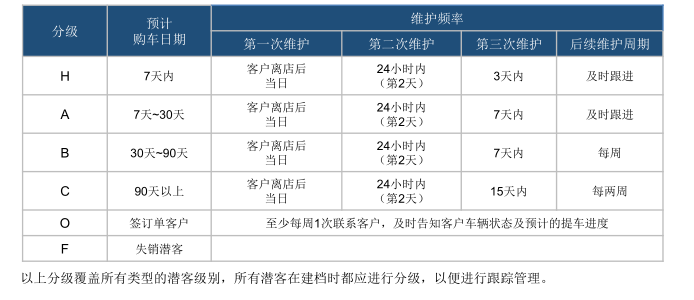 分级 预计 购车日期 维护频率
第一次维护 第二次维护 第三次维护 后续维护周期
H 7天内 客户离店后 当日 24小时内 (第2天) 3天内 及时跟进
A 7天~30天 客户离店后 当日 24小时内 (第2天) 7天内 及时跟进
B 30天~90天 客户离店后 当日 24小时内 (第2天) 7天内 每周
C 90天以上 客户离店后 当日 24小时内 (第2天) 15天内 每两周
O 签订单客户 至少每周1次联系客户，及时告知客户车辆状态及预计的提车进度
F 失销潜客
以上分级覆盖所有类型的潜客级别，所有潜客在建档时都应进行分级，以便进行跟踪管理。